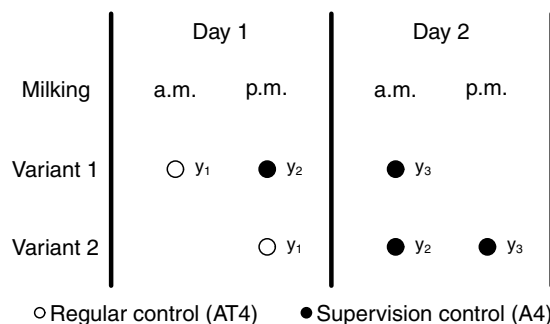 Day 1 Day 2
Milking a.m. p.m. a.m. p.m.
Variant 1 y₁ y₂ y₃
Variant 2 y₁ y₂ y₃
Regular control (AT4) Supervision control (A4)